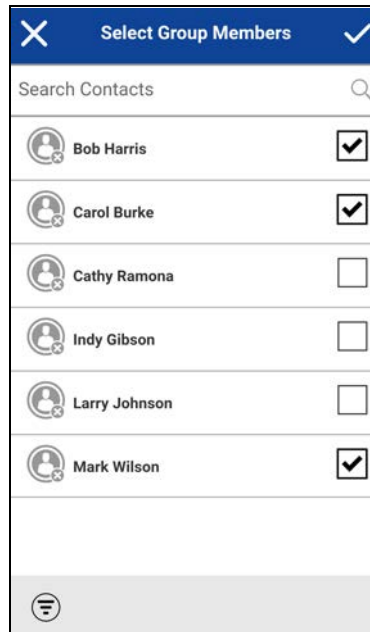 Select Group Members
Search Contacts
Bob Harris
Carol Burke
Cathy Ramona
Indy Gibson
Larry Johnson
Mark Wilson